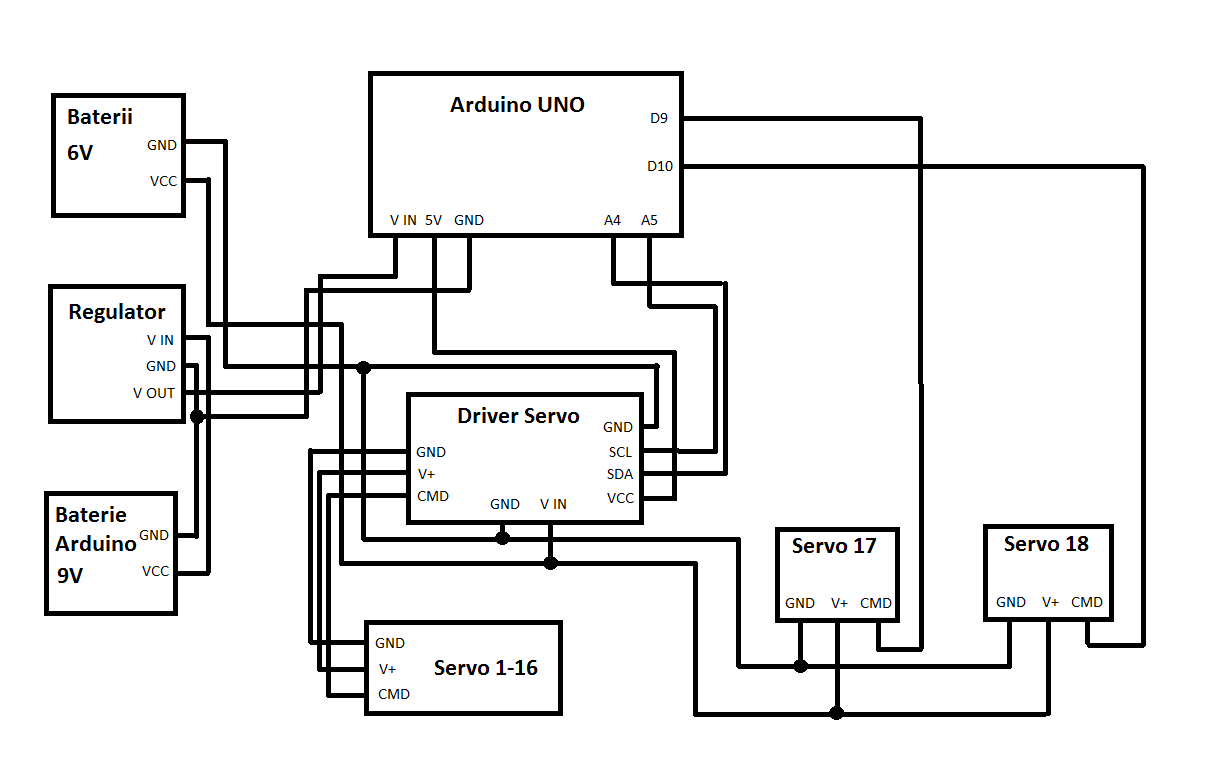 Arduino UNO
D9
D10
V IN
5V
GND
A4
A5
Baterii
6V
GND
VCC
Regulator
V IN
GND
V OUT
Baterie
Arduino
9V
GND
VCC
Driver Servo
GND
SCL
SDA
VCC
GND
V+
CMD
GND
V IN
Servo 1-16
GND
V+
CMD
Servo 17
GND
V+
CMD
Servo 18
GND
V+
CMD